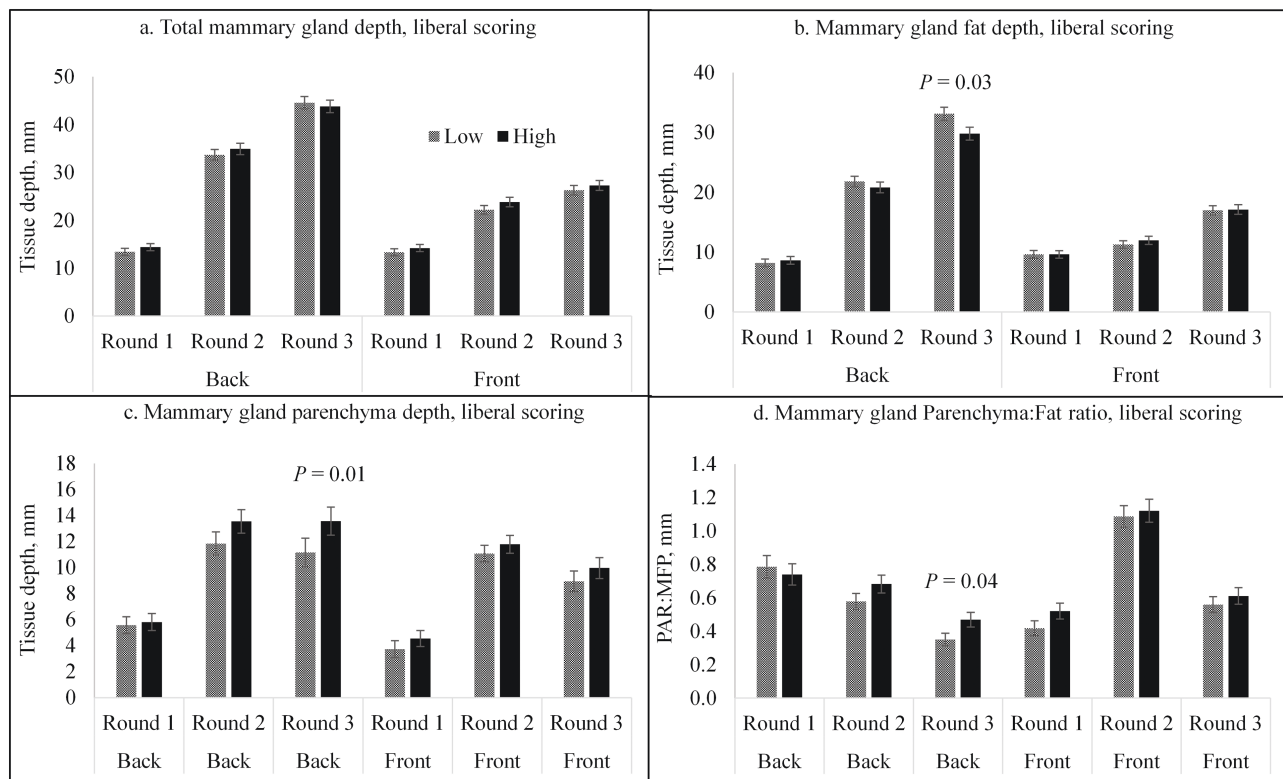 a. Total mammary gland depth, liberal scoring
Tissue depth, mm
50
40
30
20
10
0
Low High
Round 1 Round 2 Round 3 Round 1 Round 2 Round 3
Back Front
b. Mammary gland fat depth, liberal scoring
Tissue depth, mm
40
30
20
10
0
P = 0.03
Round 1 Round 2 Round 3 Round 1 Round 2 Round 3
Back Front
c. Mammary gland parenchyma depth, liberal scoring
Tissue depth, mm
18
16
14
12
10
8
6
4
2
0
P = 0.01
Round 1 Round 2 Round 3 Round 1 Round 2 Round 3
Back Back Back Front Front Front
d. Mammary gland Parenchyma:Fat ratio, liberal scoring
PAR:MFP, mm
1.4
1.2
1.0
0.8
0.6
0.4
0.2
0.0
P = 0.04
Round 1 Round 2 Round 3 Round 1 Round 2 Round 3
Back Back Back Front Front Front